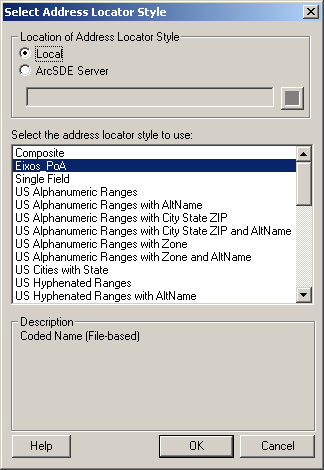 Select Address Locator Style
Location of Address Locator Style
Local
ArcSDE Server
Select the address locator style to use:
Composite
Eixos_PoA
Single Field
US Alphanumeric Ranges
US Alphanumeric Ranges with AltName
US Alphanumeric Ranges with City State ZIP
US Alphanumeric Ranges with City State ZIP and AltName
US Alphanumeric Ranges with Zone
US Alphanumeric Ranges with Zone and AltName
US Cities with State
US Hyphenated Ranges
US Hyphenated Ranges with AltName
Description
Coded Name (File-based)
Help
OK
Cancel